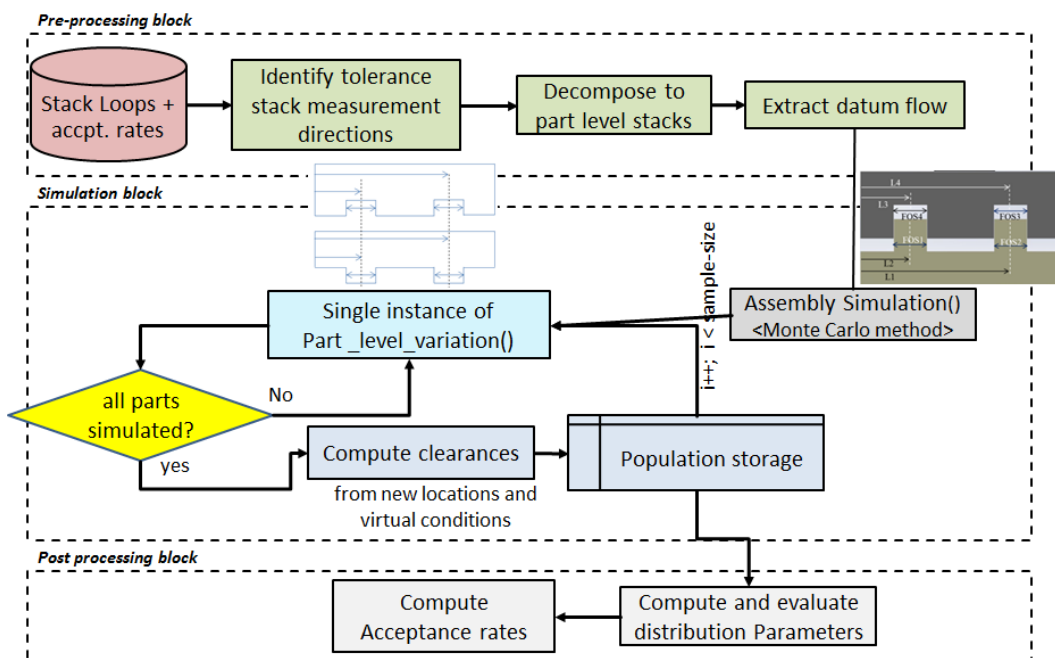 Pre-processing block
Stack Loops +
accpt. rates
Identify tolerance
stack measurement
directions
Decompose to
part level stacks
Extract datum flow
Simulation block
L4
L3
FOS4
FOS3
FOS1
FOS2
L2
L1
i++; i < sample-size
Assembly Simulation()
<Monte Carlo method>
Single instance of
Part _level_variation()
all parts
simulated?
No
yes
Compute clearances
from new locations and
virtual conditions
Population storage
Post processing block
Compute
Acceptance rates
Compute and evaluate
distribution Parameters